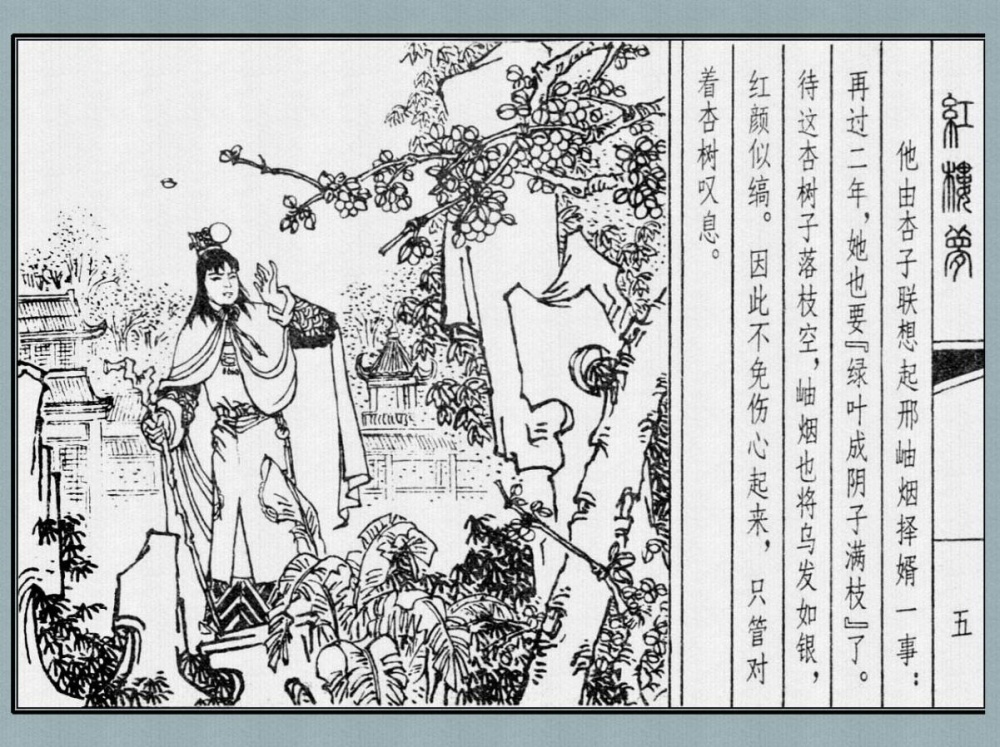 紅樓夢
五
他由杏子联想起邢岫烟择婿一事：
再过二年，她也要『绿叶成阴子满枝』了。
待这杏树子落枝空，岫烟也将乌发如银，
红颜似缟。因此不免伤心起来，只管对
着杏树叹息。